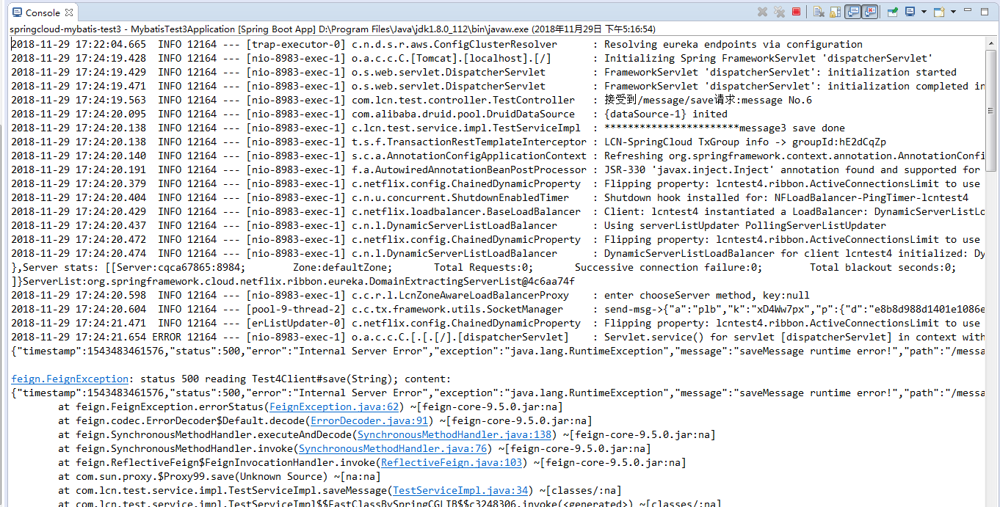 Console
springcloud-mybatis-test3 - MybatisTest3Application [Spring Boot App] D:\Program Files\Java\jdk1.8.0_112\bin\javaw.exe (2018年11月29日 下午5:16:54)
2018-11-29 17:22:04.665  INFO 12164 --- [trap-executor-0] c.n.d.s.r.aws.ConfigClusterResolver      : Resolving eureka endpoints via configuration
2018-11-29 17:24:19.428  INFO 12164 --- [nio-8983-exec-1] o.a.c.c.C.[Tomcat].[localhost].[/]       : Initializing Spring FrameworkServlet 'dispatcherServlet'
2018-11-29 17:24:19.429  INFO 12164 --- [nio-8983-exec-1] o.s.web.servlet.DispatcherServlet        : FrameworkServlet 'dispatcherServlet': initialization started
2018-11-29 17:24:19.471  INFO 12164 --- [nio-8983-exec-1] o.s.web.servlet.DispatcherServlet        : FrameworkServlet 'dispatcherServlet': initialization completed in
2018-11-29 17:24:19.563  INFO 12164 --- [nio-8983-exec-1] com.lcn.test.controller.TestController   : 接受到/message/save请求:message No.6
2018-11-29 17:24:20.095  INFO 12164 --- [nio-8983-exec-1] com.alibaba.druid.pool.DruidDataSource   : {dataSource-1} inited
2018-11-29 17:24:20.138  INFO 12164 --- [nio-8983-exec-1] c.lcn.test.service.impl.TestServiceImpl  : ***********************message3 save done
2018-11-29 17:24:20.138  INFO 12164 --- [nio-8983-exec-1] t.s.f.TransactionRestTemplateInterceptor : LCN-SpringCloud TxGroup info -> groupId:hE2dCqZp
2018-11-29 17:24:20.140  INFO 12164 --- [nio-8983-exec-1] s.c.a.AnnotationConfigApplicationContext : Refreshing org.springframework.context.annotation.AnnotationConfi
2018-11-29 17:24:20.191  INFO 12164 --- [nio-8983-exec-1] f.a.AutowiredAnnotationBeanPostProcessor : JSR-330 'javax.inject.Inject' annotation found and supported for
2018-11-29 17:24:20.379  INFO 12164 --- [nio-8983-exec-1] c.netflix.config.ChainedDynamicProperty  : Flipping property: lcntest4.ribbon.ActiveConnectionsLimit to use
2018-11-29 17:24:20.404  INFO 12164 --- [nio-8983-exec-1] c.n.u.concurrent.ShutdownEnabledTimer    : Shutdown hook installed for: NFLoadBalancer-PingTimer-lcntest4
2018-11-29 17:24:20.429  INFO 12164 --- [nio-8983-exec-1] c.netflix.loadbalancer.BaseLoadBalancer  : Client: lcntest4 instantiated a LoadBalancer: DynamicServerListLo
2018-11-29 17:24:20.437  INFO 12164 --- [nio-8983-exec-1] c.n.l.DynamicServerListLoadBalancer      : Using serverListUpdater PollingServerListUpdater
2018-11-29 17:24:20.472  INFO 12164 --- [nio-8983-exec-1] c.netflix.config.ChainedDynamicProperty  : Flipping property: lcntest4.ribbon.ActiveConnectionsLimit to use
2018-11-29 17:24:20.474  INFO 12164 --- [nio-8983-exec-1] c.n.l.DynamicServerListLoadBalancer      : DynamicServerListLoadBalancer for client lcntest4 initialized: Dy
},Server stats: [[Server:cqca67865:8984;	Zone:defaultZone;	Total Requests:0;	Successive connection failure:0;	Total blackout seconds:0;
]}ServerList:org.springframework.cloud.netflix.ribbon.eureka.DomainExtractingServerList@4c6aa74f
2018-11-29 17:24:20.598  INFO 12164 --- [nio-8983-exec-1] c.c.r.l.LcnZoneAwareLoadBalancerProxy    : enter chooseServer method, key:null
2018-11-29 17:24:20.604  INFO 12164 --- [pool-9-thread-2] c.c.tx.framework.utils.SocketManager     : send-msg->{"a":"plb","k":"xD4Ww7px","p":{"d":"e8b8d988d1401e1086e
2018-11-29 17:24:21.471  INFO 12164 --- [erListUpdater-0] c.netflix.config.ChainedDynamicProperty  : Flipping property: lcntest4.ribbon.ActiveConnectionsLimit to use
2018-11-29 17:24:21.654 ERROR 12164 --- [nio-8983-exec-1] o.a.c.c.C.[.[.[/].[dispatcherServlet]    : Servlet.service() for servlet [dispatcherServlet] in context with
{"timestamp":1543483461576,"status":500,"error":"Internal Server Error","exception":"java.lang.RuntimeException","message":"saveMessage runtime error!","path":"/messa
feign.FeignException: status 500 reading Test4Client#save(String); content:
{"timestamp":1543483461576,"status":500,"error":"Internal Server Error","exception":"java.lang.RuntimeException","message":"saveMessage runtime error!","path":"/messa
	at feign.FeignException.errorStatus(FeignException.java:62) ~[feign-core-9.5.0.jar:na]
	at feign.codec.ErrorDecoder$Default.decode(ErrorDecoder.java:91) ~[feign-core-9.5.0.jar:na]
	at feign.SynchronousMethodHandler.executeAndDecode(SynchronousMethodHandler.java:138) ~[feign-core-9.5.0.jar:na]
	at feign.SynchronousMethodHandler.invoke(SynchronousMethodHandler.java:76) ~[feign-core-9.5.0.jar:na]
	at feign.ReflectiveFeign$FeignInvocationHandler.invoke(ReflectiveFeign.java:103) ~[feign-core-9.5.0.jar:na]
	at com.sun.proxy.$Proxy99.save(Unknown Source) ~[na:na]
	at com.lcn.test.service.impl.TestServiceImpl.saveMessage(TestServiceImpl.java:34) ~[classes/:na]
	at com.lcn.test.service.impl.TestServiceImpl$$FastClassBySpringCGLIB$$c3248306.invoke(<generated>) ~[classes/:na]